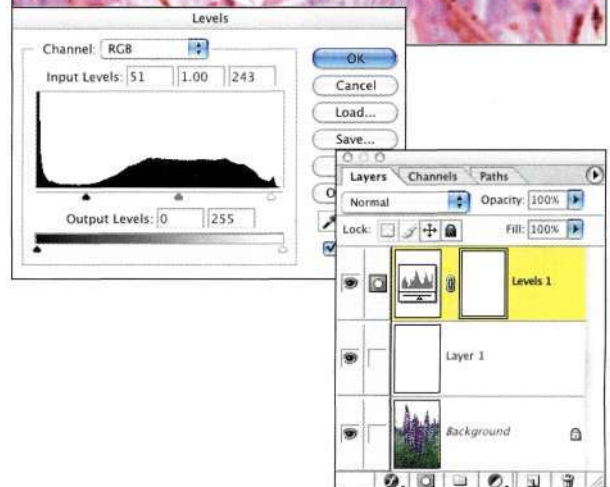 Levels
Channel: RGB
Input Levels: 51 1.00 243
Output Levels: 0 255
OK
Cancel
Load...
Save...
Layers Channels Paths
Normal Opacity: 100%
Lock: Fill: 100%
Levels 1
Layer 1
Background